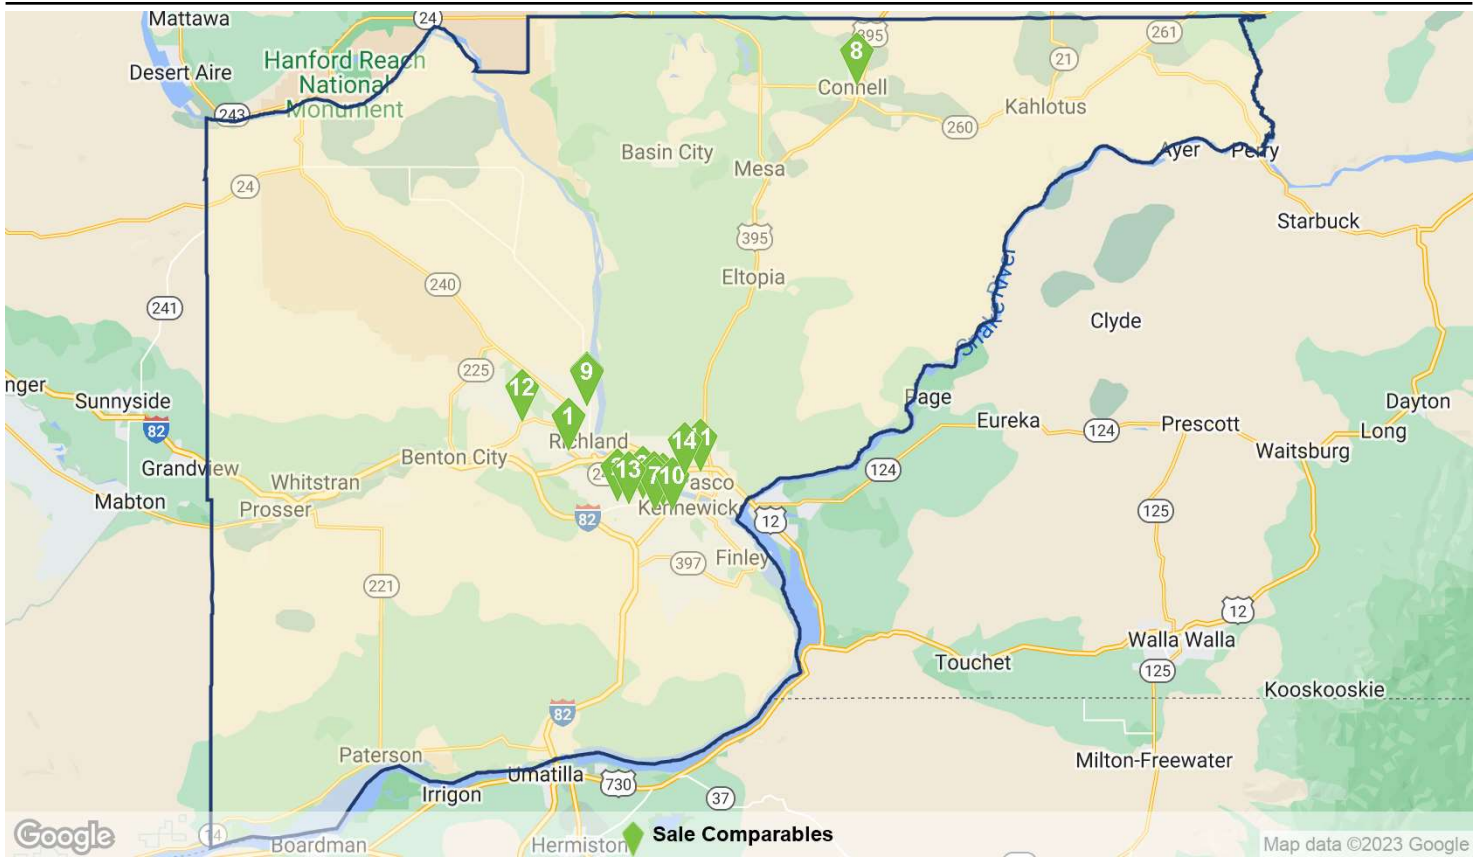 Mattawa
24
395
261
8
Hanford Reach
National
Monument
Desert Aire
21
Connell
Kahlotus
243
260
Basin City
Mesa
Ayer
Perry
24
Starbuck
395
Eltopia
240
Snake River
241
Clyde
225
9
12
nger
Sunnyside
Page
Dayton
1
Eureka
Prescott
82
124
Long
Richland
14
Waitsburg
Benton City
Grandview
13
7
10
124
Whitstran
asco
Mabton
Prosser
Kennewick
125
82
12
Finley
397
221
12
Walla Walla
Touchet
125
Kooskooskie
82
Paterson
Umatilla
Milton-Freewater
730
Irrigon
37
Google
14
Boardman
Sale Comparables
Hermiston
Map data ©2023 Google